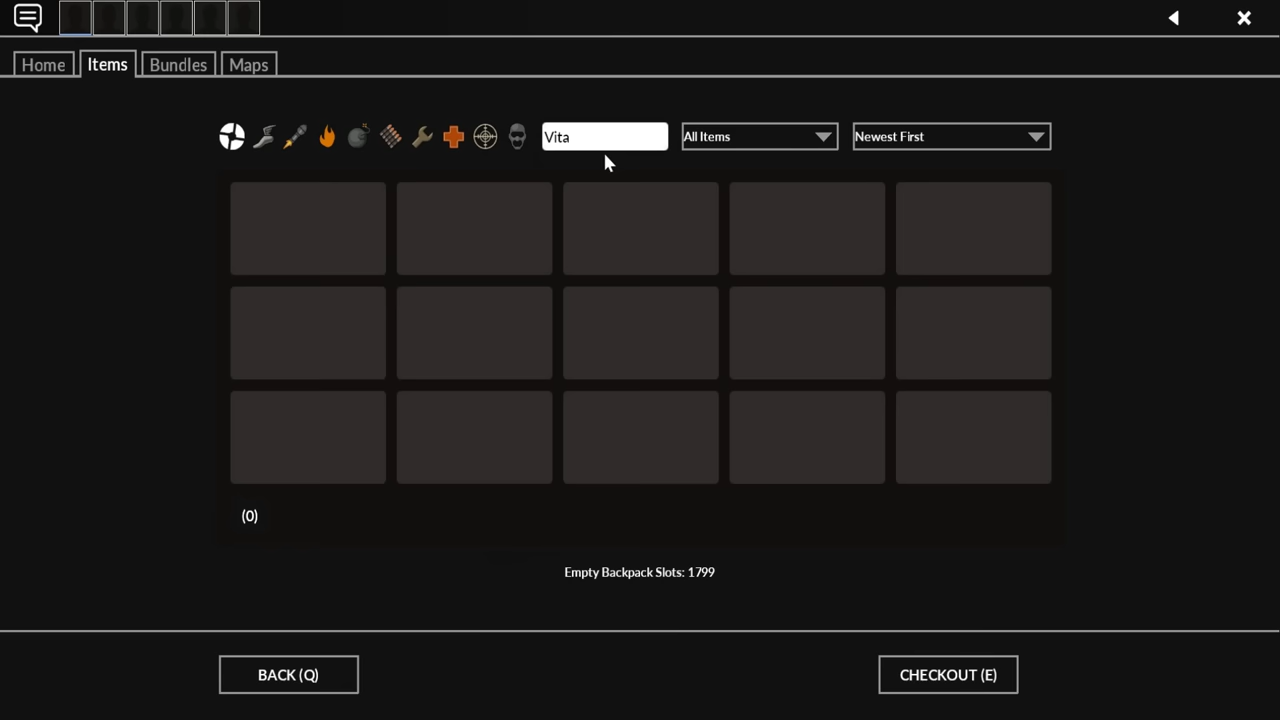 Home Items Bundles Maps
Vita All Items Newest First
(0)
Empty Backpack Slots: 1799
BACK (Q) CHECKOUT (E)